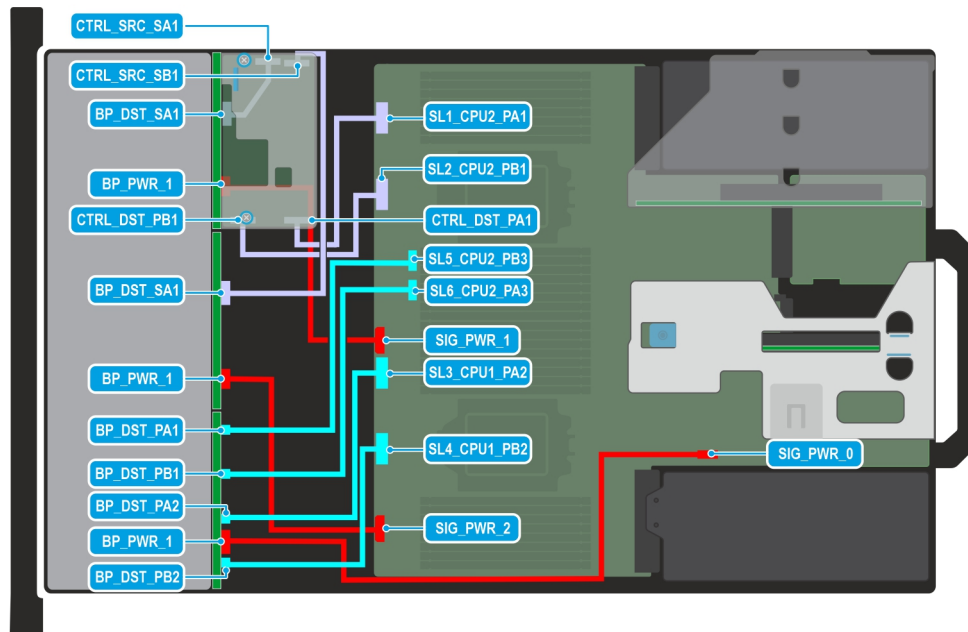 CTRL_SRC_SA1
CTRL_SRC_SB1
BP_DST_SA1
SL1_CPU2_PA1
SL2_CPU2_PB1
BP_PWR_1
CTRL_DST_PB1
CTRL_DST_PA1
SL5_CPU2_PB3
BP_DST_SA1
SL6_CPU2_PA3
SIG_PWR_1
BP_PWR_1
SL3_CPU1_PA2
BP_DST_PA1
SL4_CPU1_PB2
SIG_PWR_0
BP_DST_PB1
BP_DST_PA2
SIG_PWR_2
BP_PWR_1
BP_DST_PB2